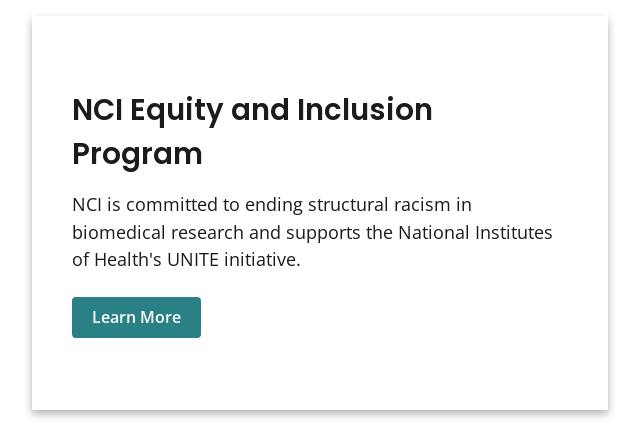 NCI Equity and Inclusion
Program
NCI is committed to ending structural racism in
biomedical research and supports the National Institutes
of Health's UNITE initiative.
Learn More